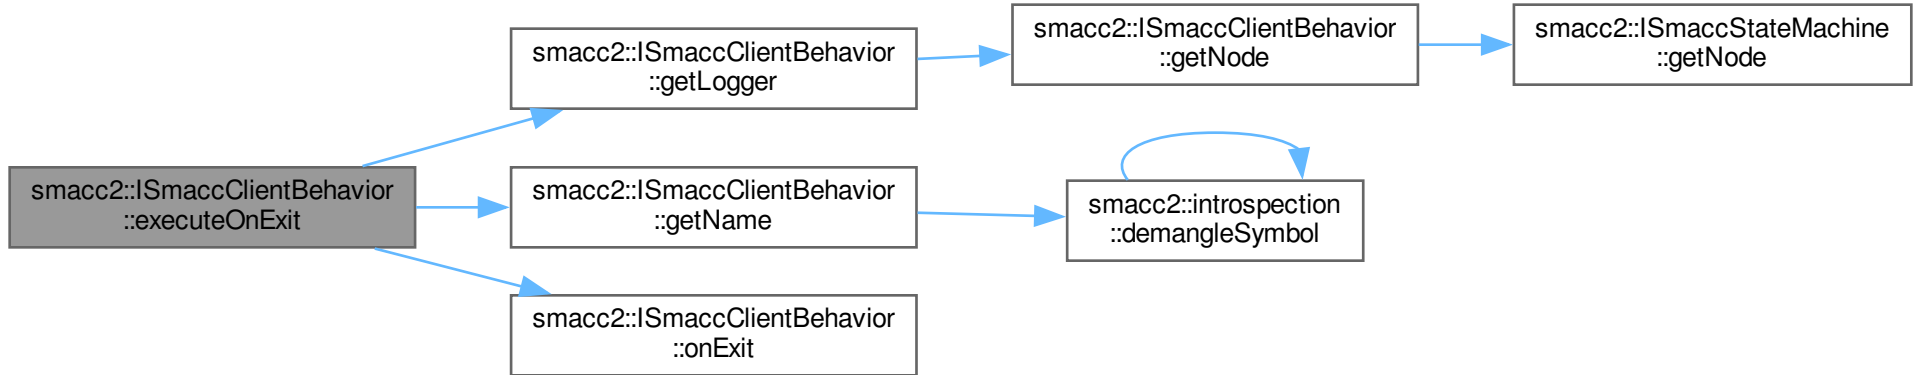 smacc2::ISmaccClientBehavior
::executeOnExit
smacc2::ISmaccClientBehavior
::getLogger
smacc2::ISmaccClientBehavior
::getNode
smacc2::ISmaccStateMachine
::getNode
smacc2::ISmaccClientBehavior
::getName
smacc2::introspection
::demangleSymbol
smacc2::ISmaccClientBehavior
::onExit